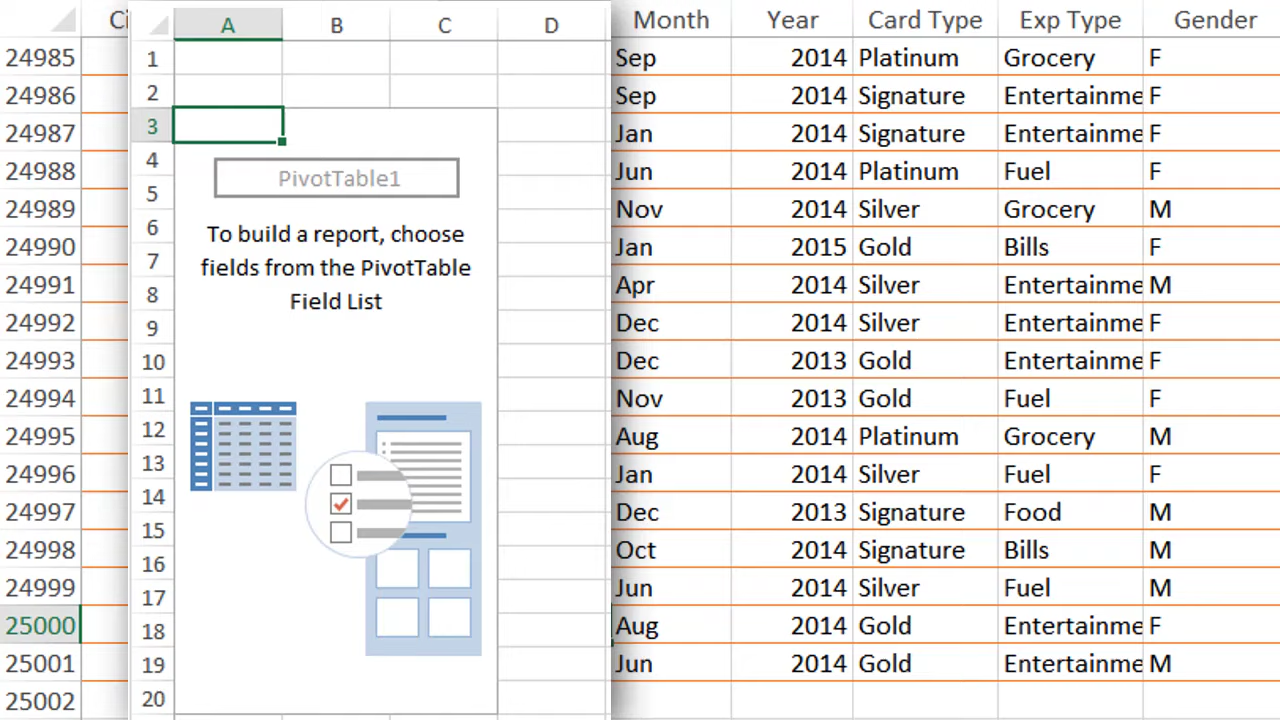 Ci Month Year Card Type Exp Type Gender
A B C D
24985 Sep 2014 Platinum Grocery F
24986 Sep 2014 Signature Entertainme F
24987 Jan 2014 Signature Entertainme F
24988 Jun 2014 Platinum Fuel F
24989 Nov 2014 Silver Grocery M
24990 Jan 2015 Gold Bills F
24991 Apr 2014 Silver Entertainme M
24992 Dec 2014 Silver Entertainme F
24993 Dec 2013 Gold Entertainme F
24994 Nov 2013 Gold Fuel F
24995 Aug 2014 Platinum Grocery M
24996 Jan 2014 Silver Fuel F
24997 Dec 2013 Signature Food M
24998 Oct 2014 Signature Bills M
24999 Jun 2014 Silver Fuel M
25000 Aug 2014 Gold Entertainme F
25001 Jun 2014 Gold Entertainme M
25002
1
2
3
4
5
6
7
8
9
10
11
12
13
14
15
16
17
18
19
20
PivotTable1
To build a report, choose
fields from the PivotTable
Field List